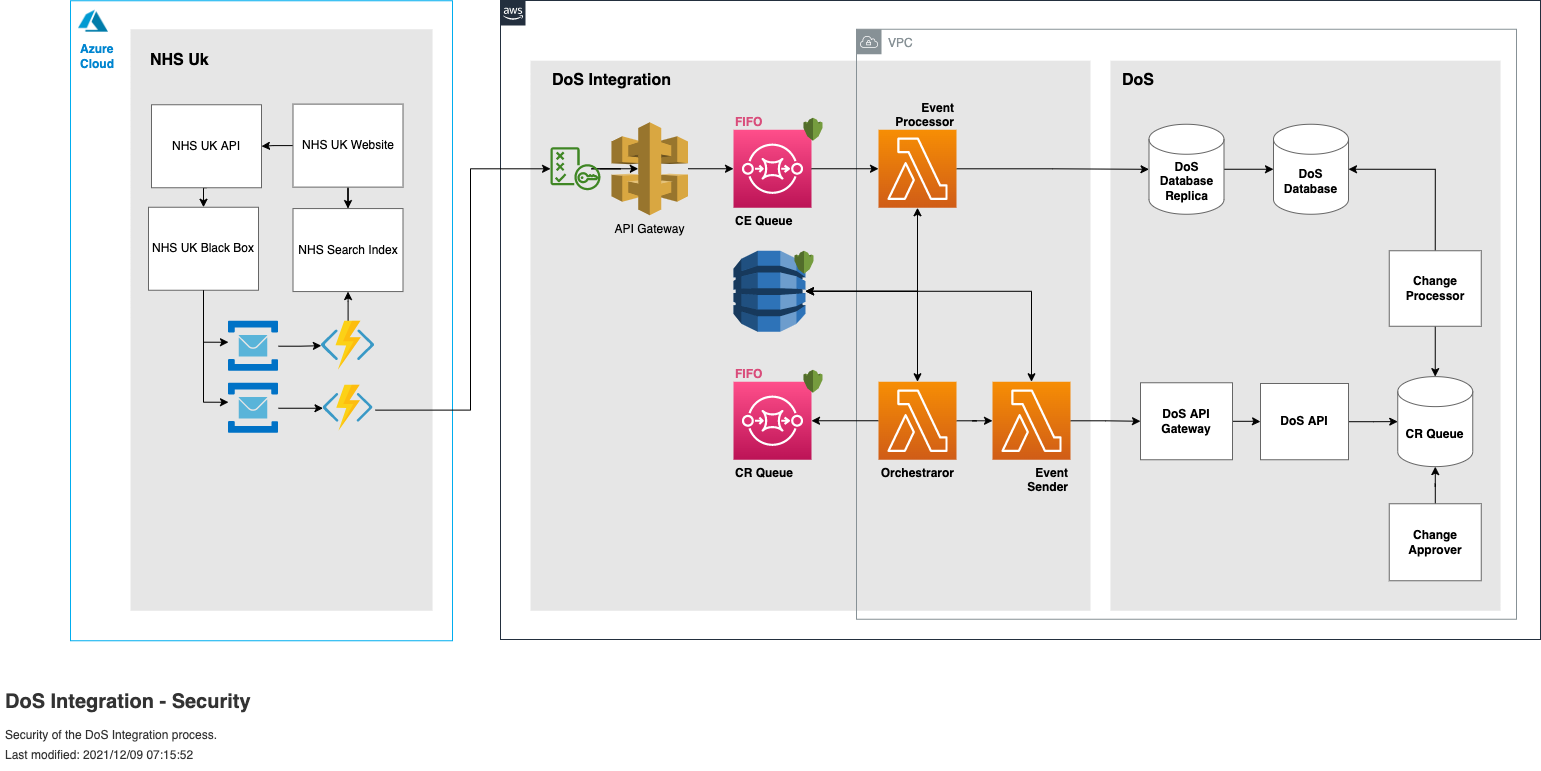 Azure
Cloud
NHS Uk
NHS UK API
NHS UK Website
NHS UK Black Box
NHS Search Index
aws
VPC
DoS Integration
API Gateway
FIFO
CE Queue
Event
Processor
FIFO
CR Queue
Orchestraror
Event
Sender
DoS
DoS
Database
Replica
DoS
Database
Change
Processor
DoS API
Gateway
DoS API
CR Queue
Change
Approver
DoS Integration - Security
Security of the DoS Integration process.
Last modified: 2021/12/09 07:15:52